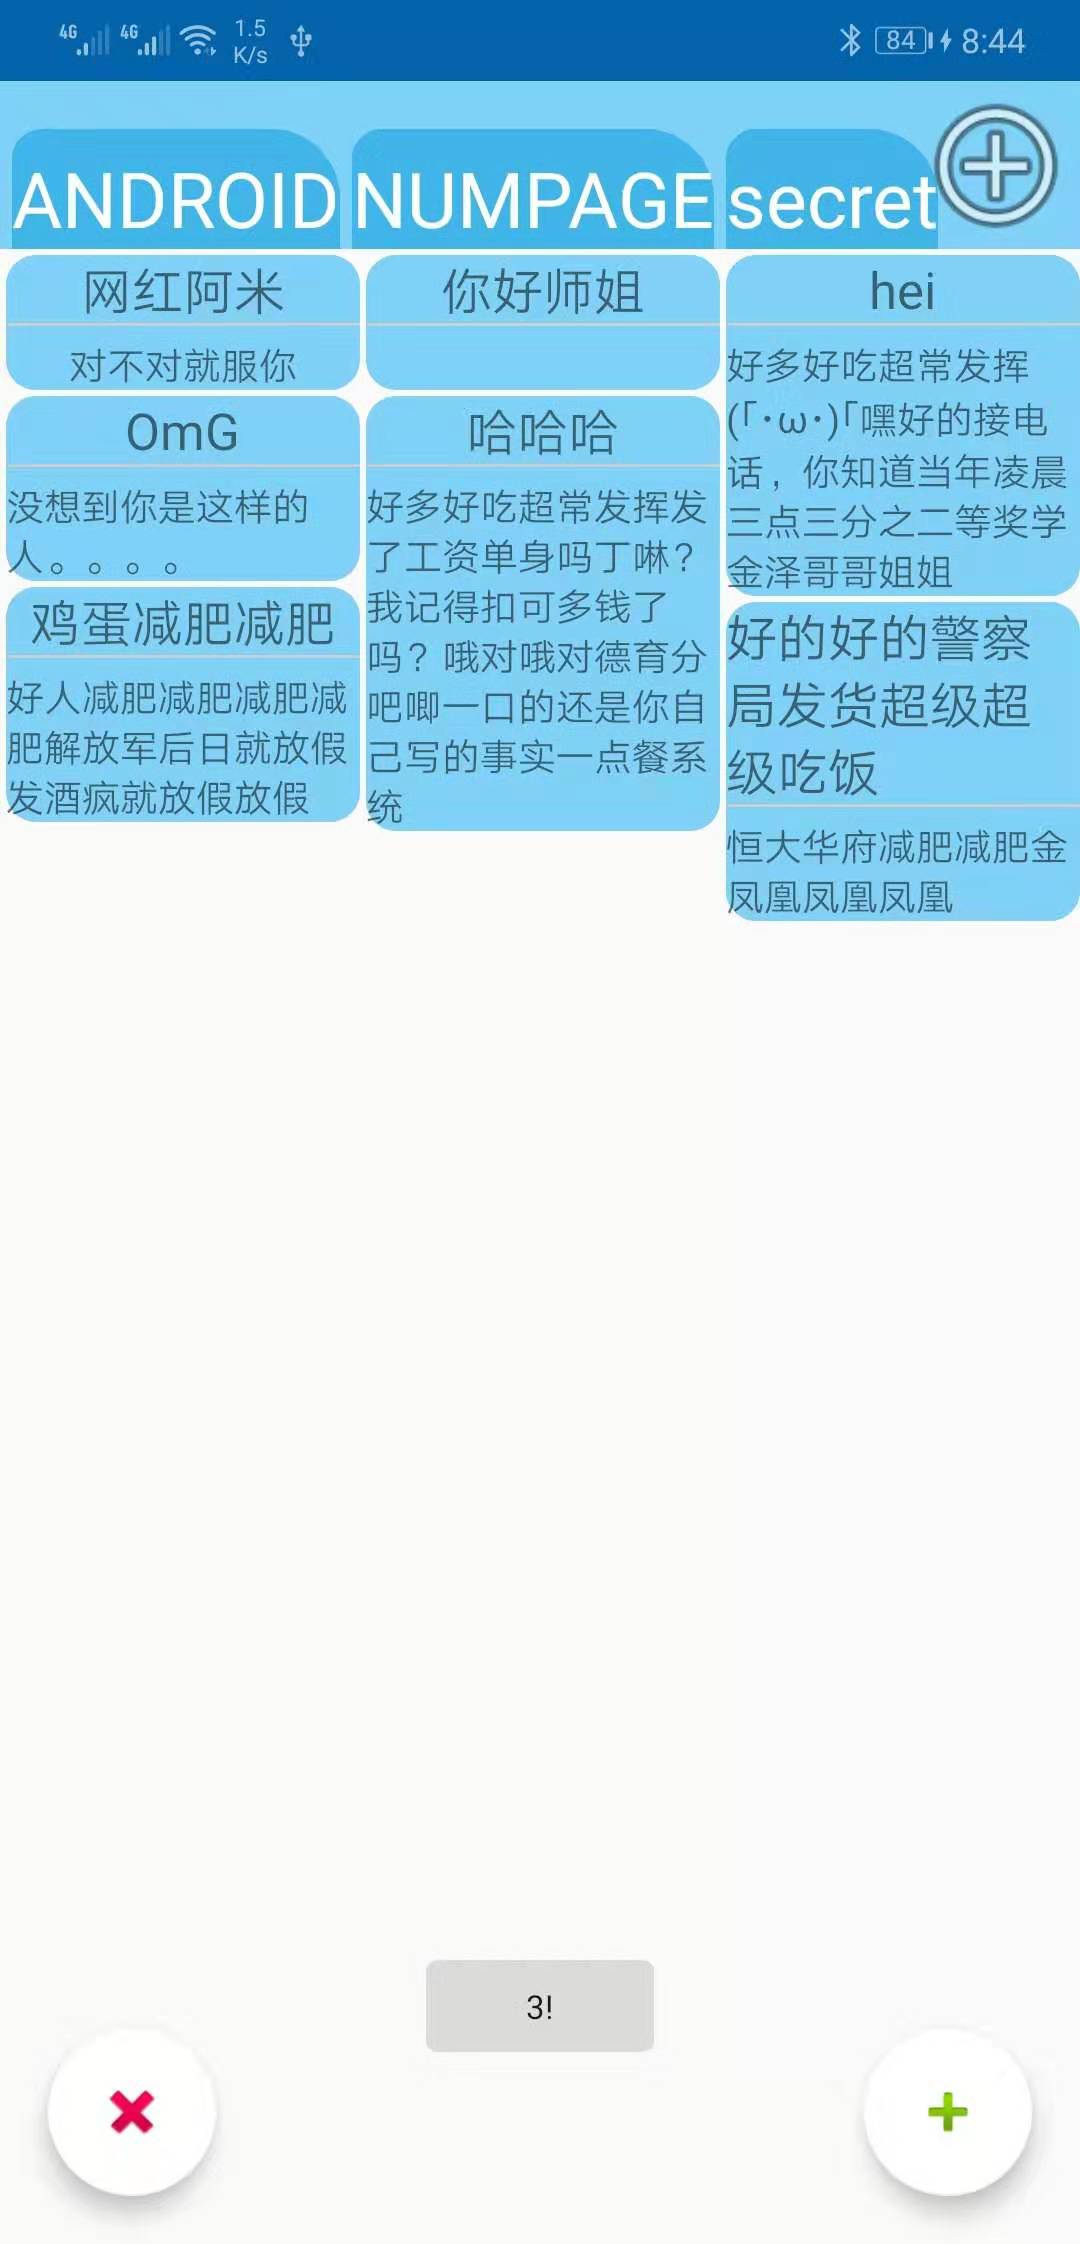 4G 4G 1.5 K/s 84 8:44
ANDROID NUMPAGE secret
网红阿米
对不对就服你
OmG
没想到你是这样的
人。。。。
鸡蛋减肥减肥
好人减肥减肥减肥减
肥解放军后日就放假
发酒疯就放假放假
你好师姐
哈哈哈
好多好吃超常发挥发
了工资单身吗丁啉?
我记得扣可多钱了
吗? 哦对哦对德育分
吧唧一口的还是你自
己写的事实一点餐系
统
hei
好多好吃超常发挥
(「･ω･)「嘿好的接电
话，你知道当年凌晨
三点三分之二等奖学
金泽哥哥姐姐
好的好的警察
局发货超级超
级吃饭
恒大华府减肥减肥金
凤凰凤凰凤凰
3!